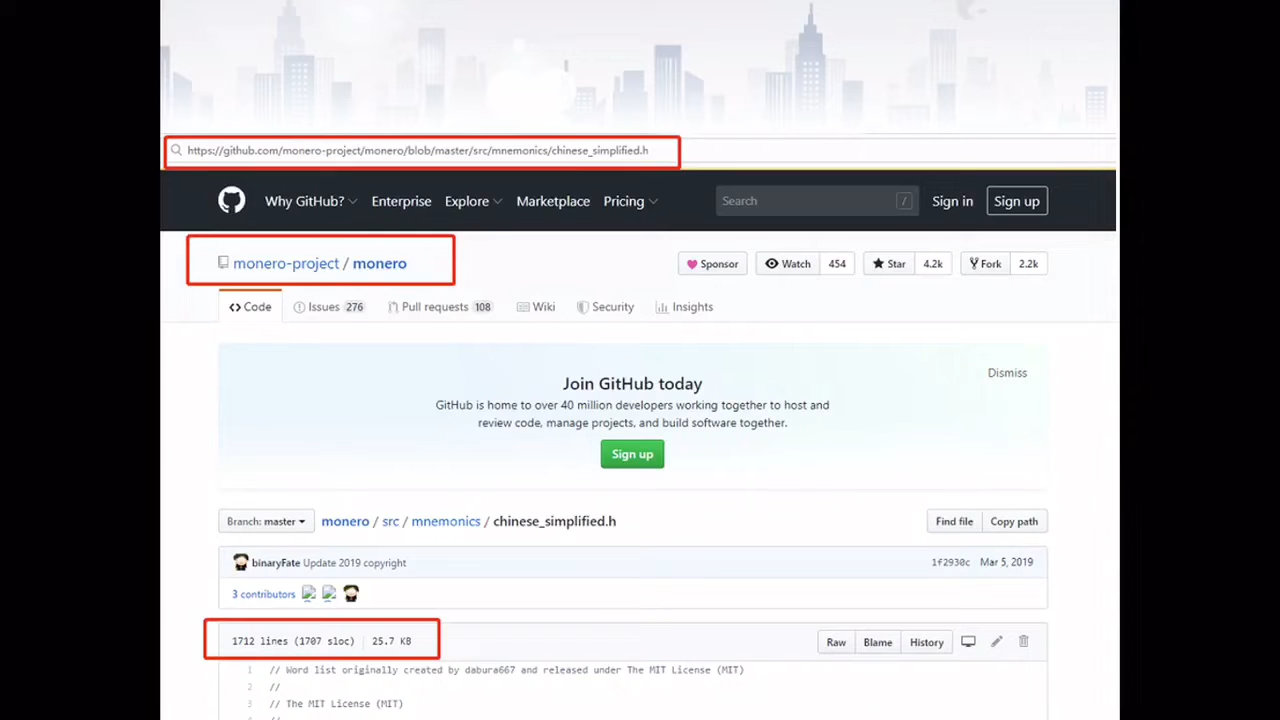 https://github.com/monero-project/monero/blob/master/src/mnemonics/chinese_simplified.h
Why GitHub? Enterprise Explore Marketplace Pricing Search / Sign in Sign up
monero-project / monero Sponsor Watch 454 Star 4.2k Fork 2.2k
Code Issues 276 Pull requests 108 Wiki Security Insights
Dismiss
Join GitHub today
GitHub is home to over 40 million developers working together to host and
review code, manage projects, and build software together.
Sign up
Branch: master monero / src / mnemonics / chinese_simplified.h Find file Copy path
binaryFate Update 2019 copyright 1f2930c Mar 5, 2019
3 contributors
1712 lines (1707 sloc) 25.7 KB Raw Blame History
1 // Word list originally created by dabura667 and released under The MIT License (MIT)
2 //
3 // The MIT License (MIT)
4 //